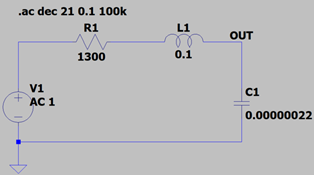 .ac dec 21 0.1 100k
R1
1300
L1
0.1
OUT
V1
AC 1
C1
0.00000022